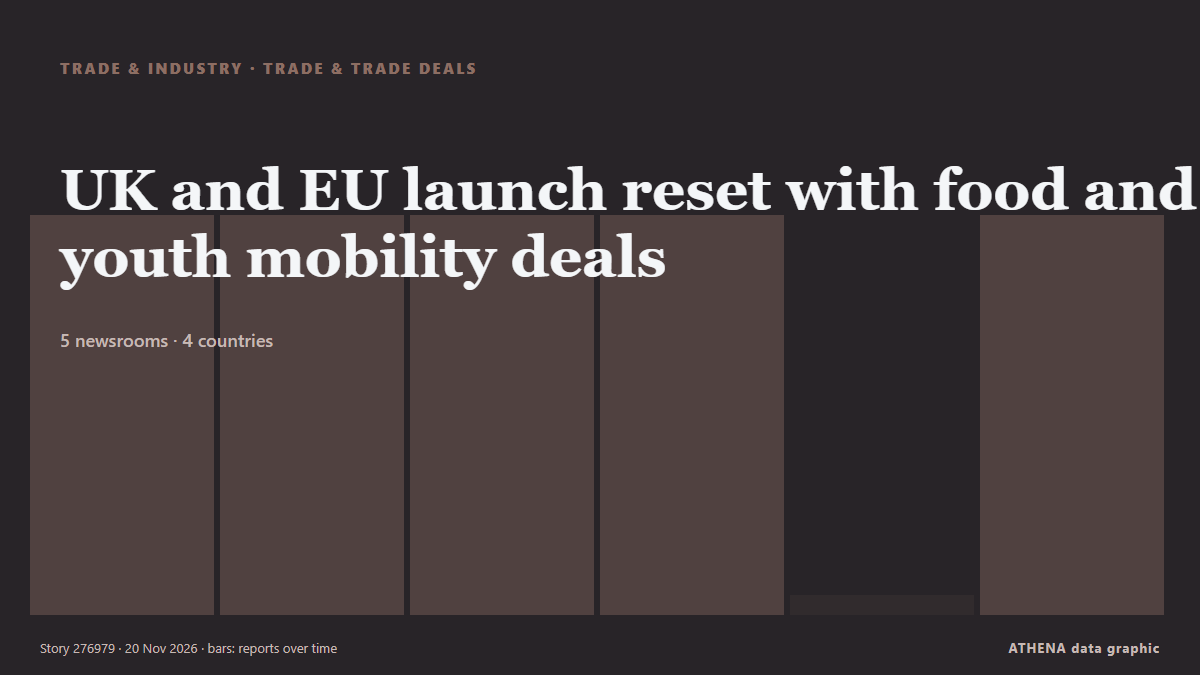 TRADE & INDUSTRY · TRADE & TRADE DEALS
UK and EU launch reset with food and
youth mobility deals
5 newsrooms · 4 countries
Story 276979 · 20 Nov 2026 · bars: reports over time
ATHENA data graphic